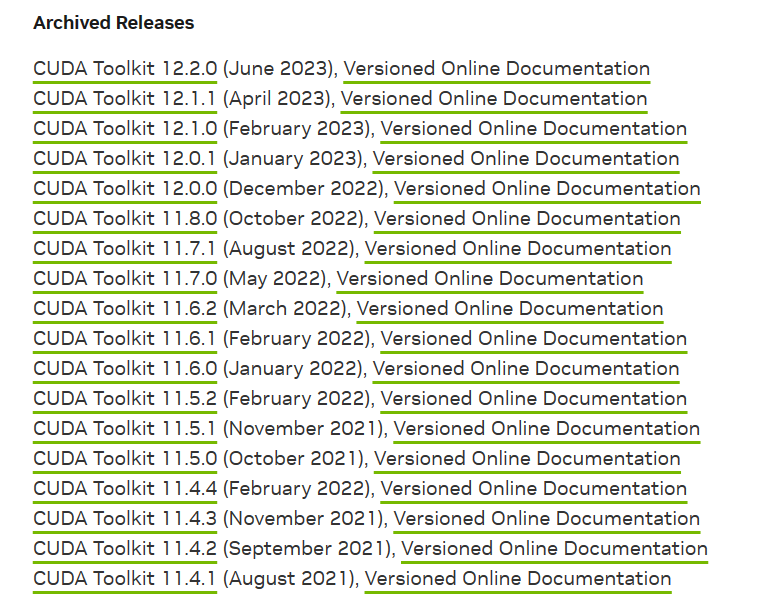 Archived Releases
CUDA Toolkit 12.2.0 (June 2023), Versioned Online Documentation
CUDA Toolkit 12.1.1 (April 2023), Versioned Online Documentation
CUDA Toolkit 12.1.0 (February 2023), Versioned Online Documentation
CUDA Toolkit 12.0.1 (January 2023), Versioned Online Documentation
CUDA Toolkit 12.0.0 (December 2022), Versioned Online Documentation
CUDA Toolkit 11.8.0 (October 2022), Versioned Online Documentation
CUDA Toolkit 11.7.1 (August 2022), Versioned Online Documentation
CUDA Toolkit 11.7.0 (May 2022), Versioned Online Documentation
CUDA Toolkit 11.6.2 (March 2022), Versioned Online Documentation
CUDA Toolkit 11.6.1 (February 2022), Versioned Online Documentation
CUDA Toolkit 11.6.0 (January 2022), Versioned Online Documentation
CUDA Toolkit 11.5.2 (February 2022), Versioned Online Documentation
CUDA Toolkit 11.5.1 (November 2021), Versioned Online Documentation
CUDA Toolkit 11.5.0 (October 2021), Versioned Online Documentation
CUDA Toolkit 11.4.4 (February 2022), Versioned Online Documentation
CUDA Toolkit 11.4.3 (November 2021), Versioned Online Documentation
CUDA Toolkit 11.4.2 (September 2021), Versioned Online Documentation
CUDA Toolkit 11.4.1 (August 2021), Versioned Online Documentation